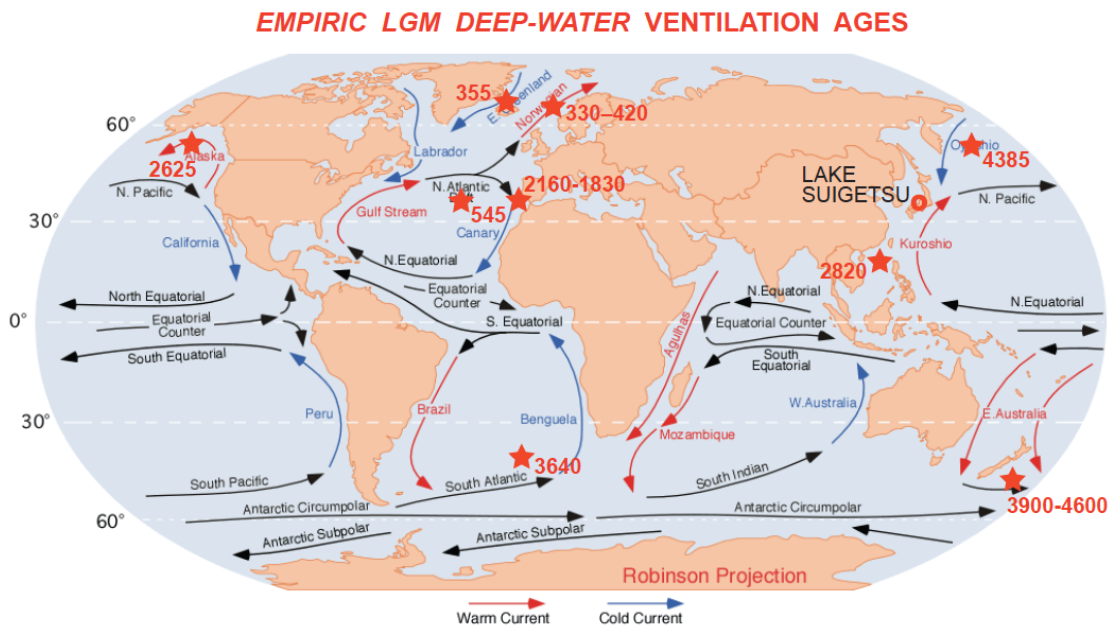 EMPIRIC LGM DEEP-WATER VENTILATION AGES
355
E. Greenland
Norwegian
330–420
60°
2625
Alaska
Labrador
Oyashio
4385
N. Pacific
N. Atlantic
2160-1830
LAKE
SUIGETSU
N. Pacific
30°
Gulf Stream
545
California
Canary
Kuroshio
2820
N.Equatorial
North Equatorial
Equatorial
Counter
N.Equatorial
N.Equatorial
0°
Equatorial
Counter
S. Equatorial
Agulhas
Equatorial Counter
South Equatorial
South
Equatorial
Peru
Brazil
Benguela
W.Australia
E.Australia
30°
Mozambique
3640
South Pacific
South Atlantic
South Indian
3900-4600
60°
Antarctic Circumpolar
Antarctic Circumpolar
Antarctic Subpolar
Antarctic Subpolar
Robinson Projection
Warm Current
Cold Current